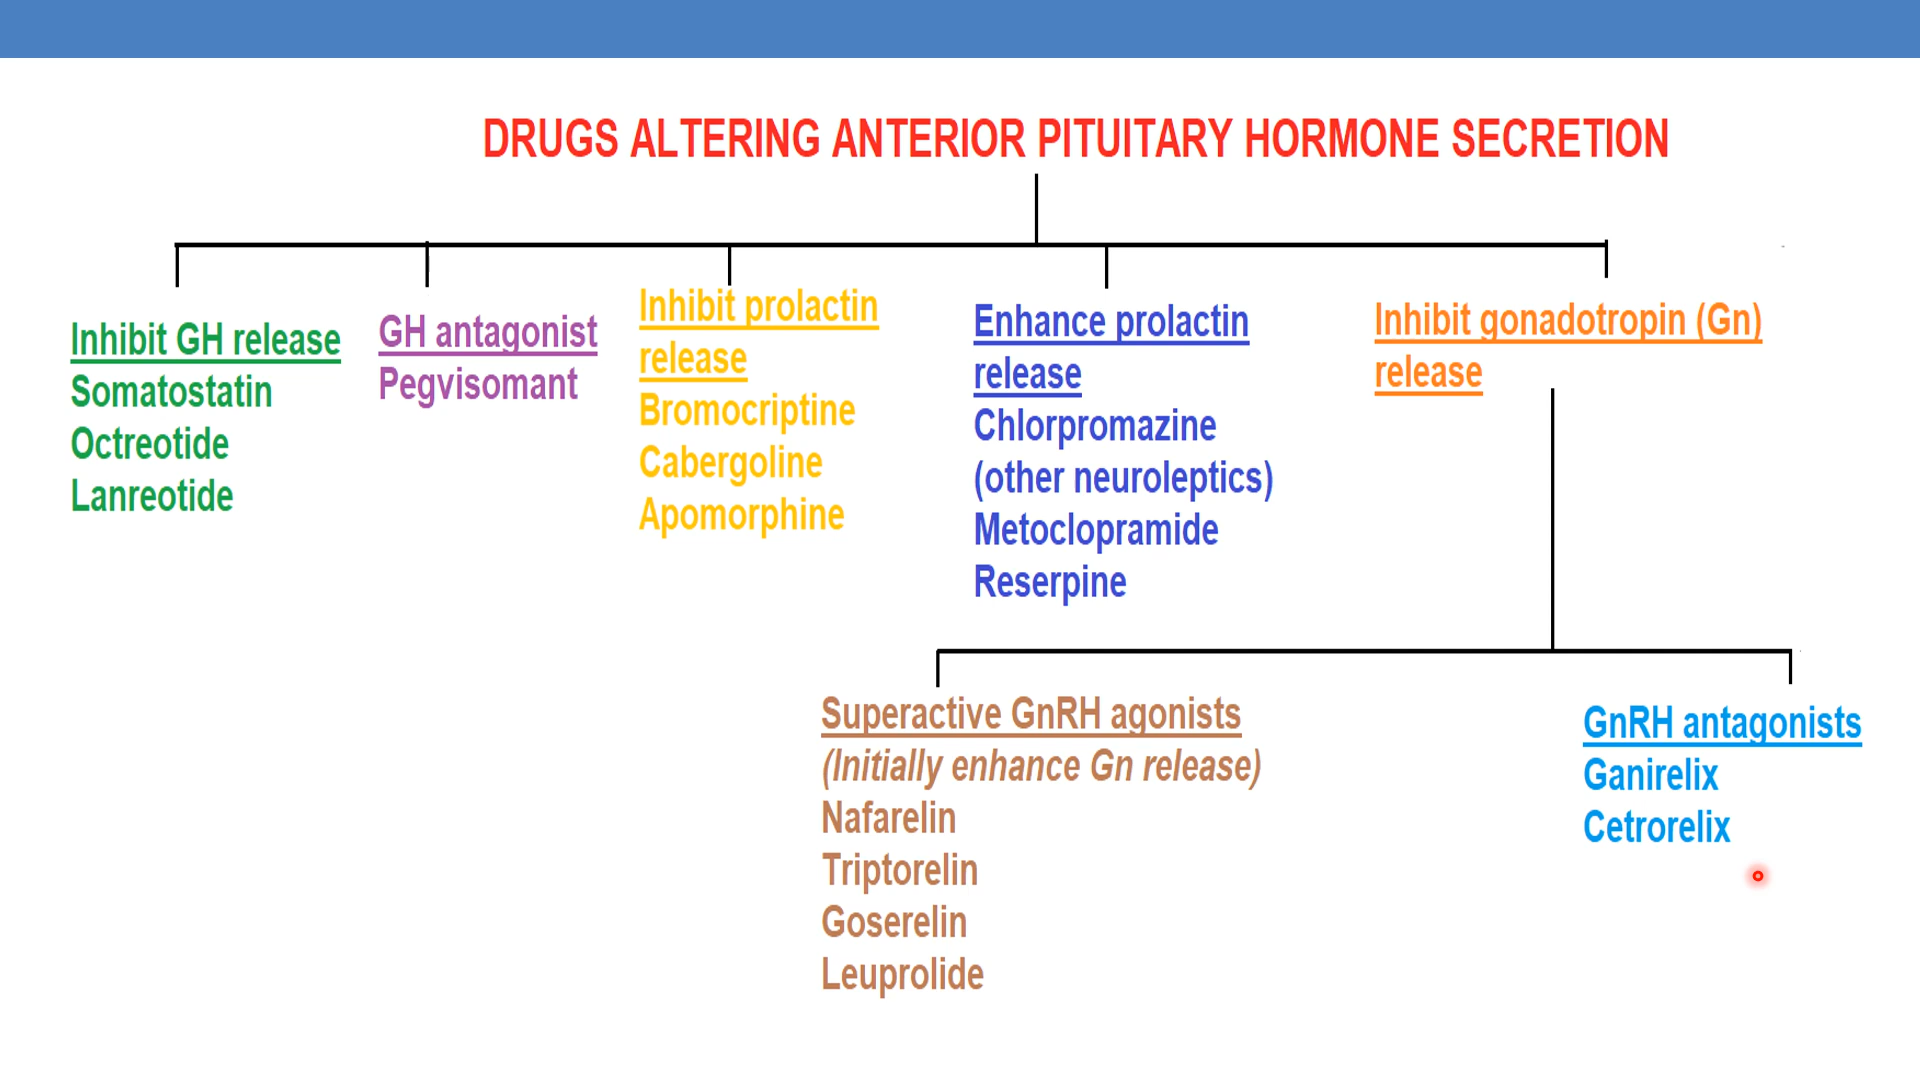 DRUGS ALTERING ANTERIOR PITUITARY HORMONE SECRETION
Inhibit GH release
Somatostatin
Octreotide
Lanreotide
GH antagonist
Pegvisomant
Inhibit prolactin
release
Bromocriptine
Cabergoline
Apomorphine
Enhance prolactin
release
Chlorpromazine
(other neuroleptics)
Metoclopramide
Reserpine
Inhibit gonadotropin (Gn)
release
Superactive GnRH agonists
(Initially enhance Gn release)
Nafarelin
Triptorelin
Goserelin
Leuprolide
GnRH antagonists
Ganirelix
Cetrorelix